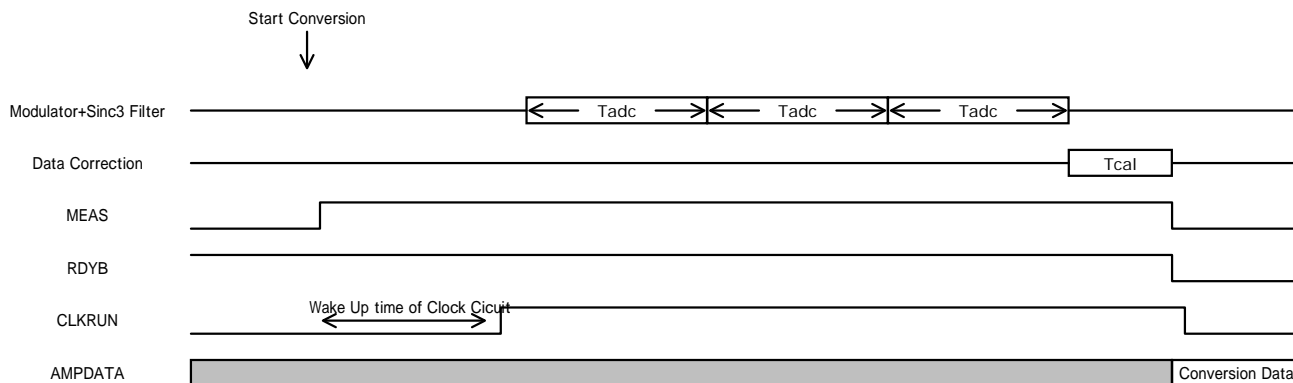 Start Conversion
Modulator+Sinc3 Filter
Tadc
Tadc
Tadc
Data Correction
Tcal
MEAS
RDYB
Wake Up time of Clock Cicuit
CLKRUN
AMPDATA
Conversion Data